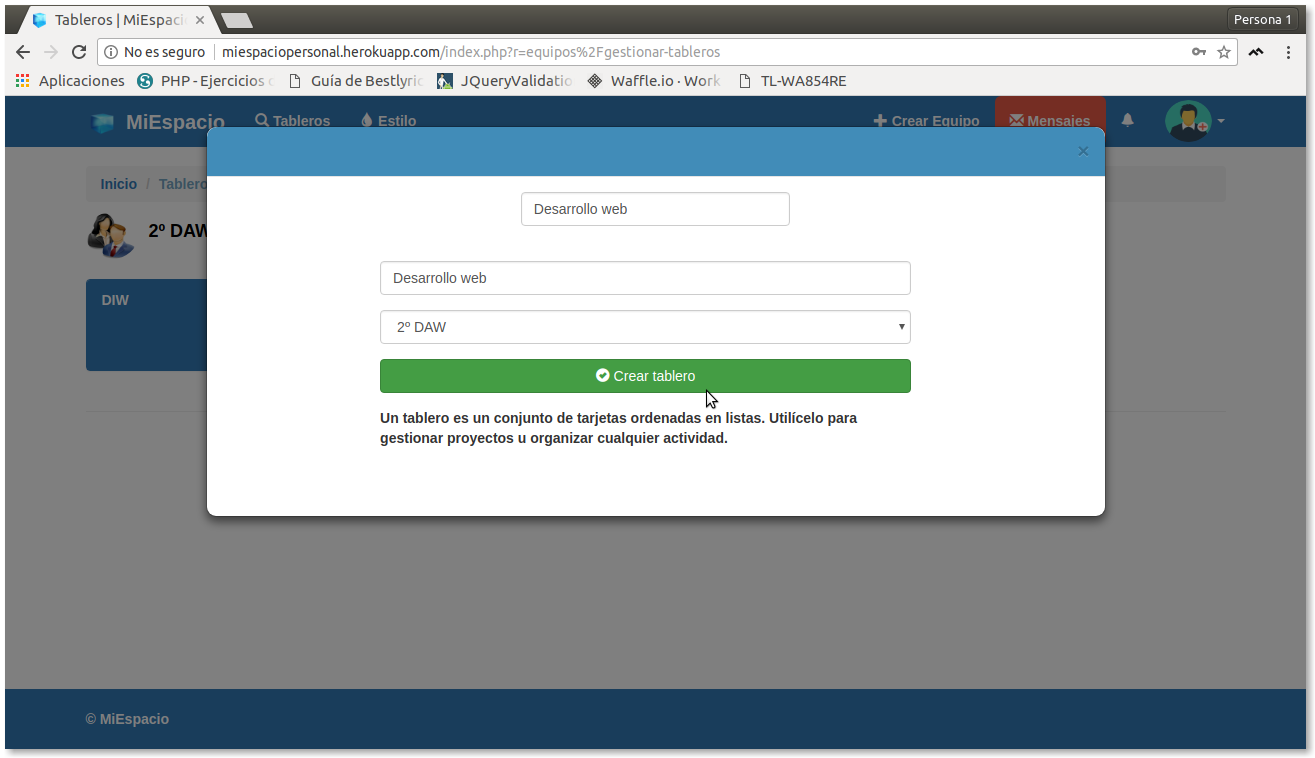 Tableros | MiEspaci
Persona 1
No es seguro
miespaciopersonal.herokuapp.com/index.php?r=equipos%2Fgestionar-tableros
Aplicaciones
PHP - Ejercicios
Guía de Bestlyric
JQueryValidatio
Waffle.io · Work
TL-WA854RE
MiEspacio
Tableros
Estilo
Crear Equipo
Mensajes
×
Inicio / Tablero
Desarrollo web
2º DAW
Desarrollo web
DIW
2º DAW
Crear tablero
Un tablero es un conjunto de tarjetas ordenadas en listas. Utilícelo para
gestionar proyectos u organizar cualquier actividad.
© MiEspacio